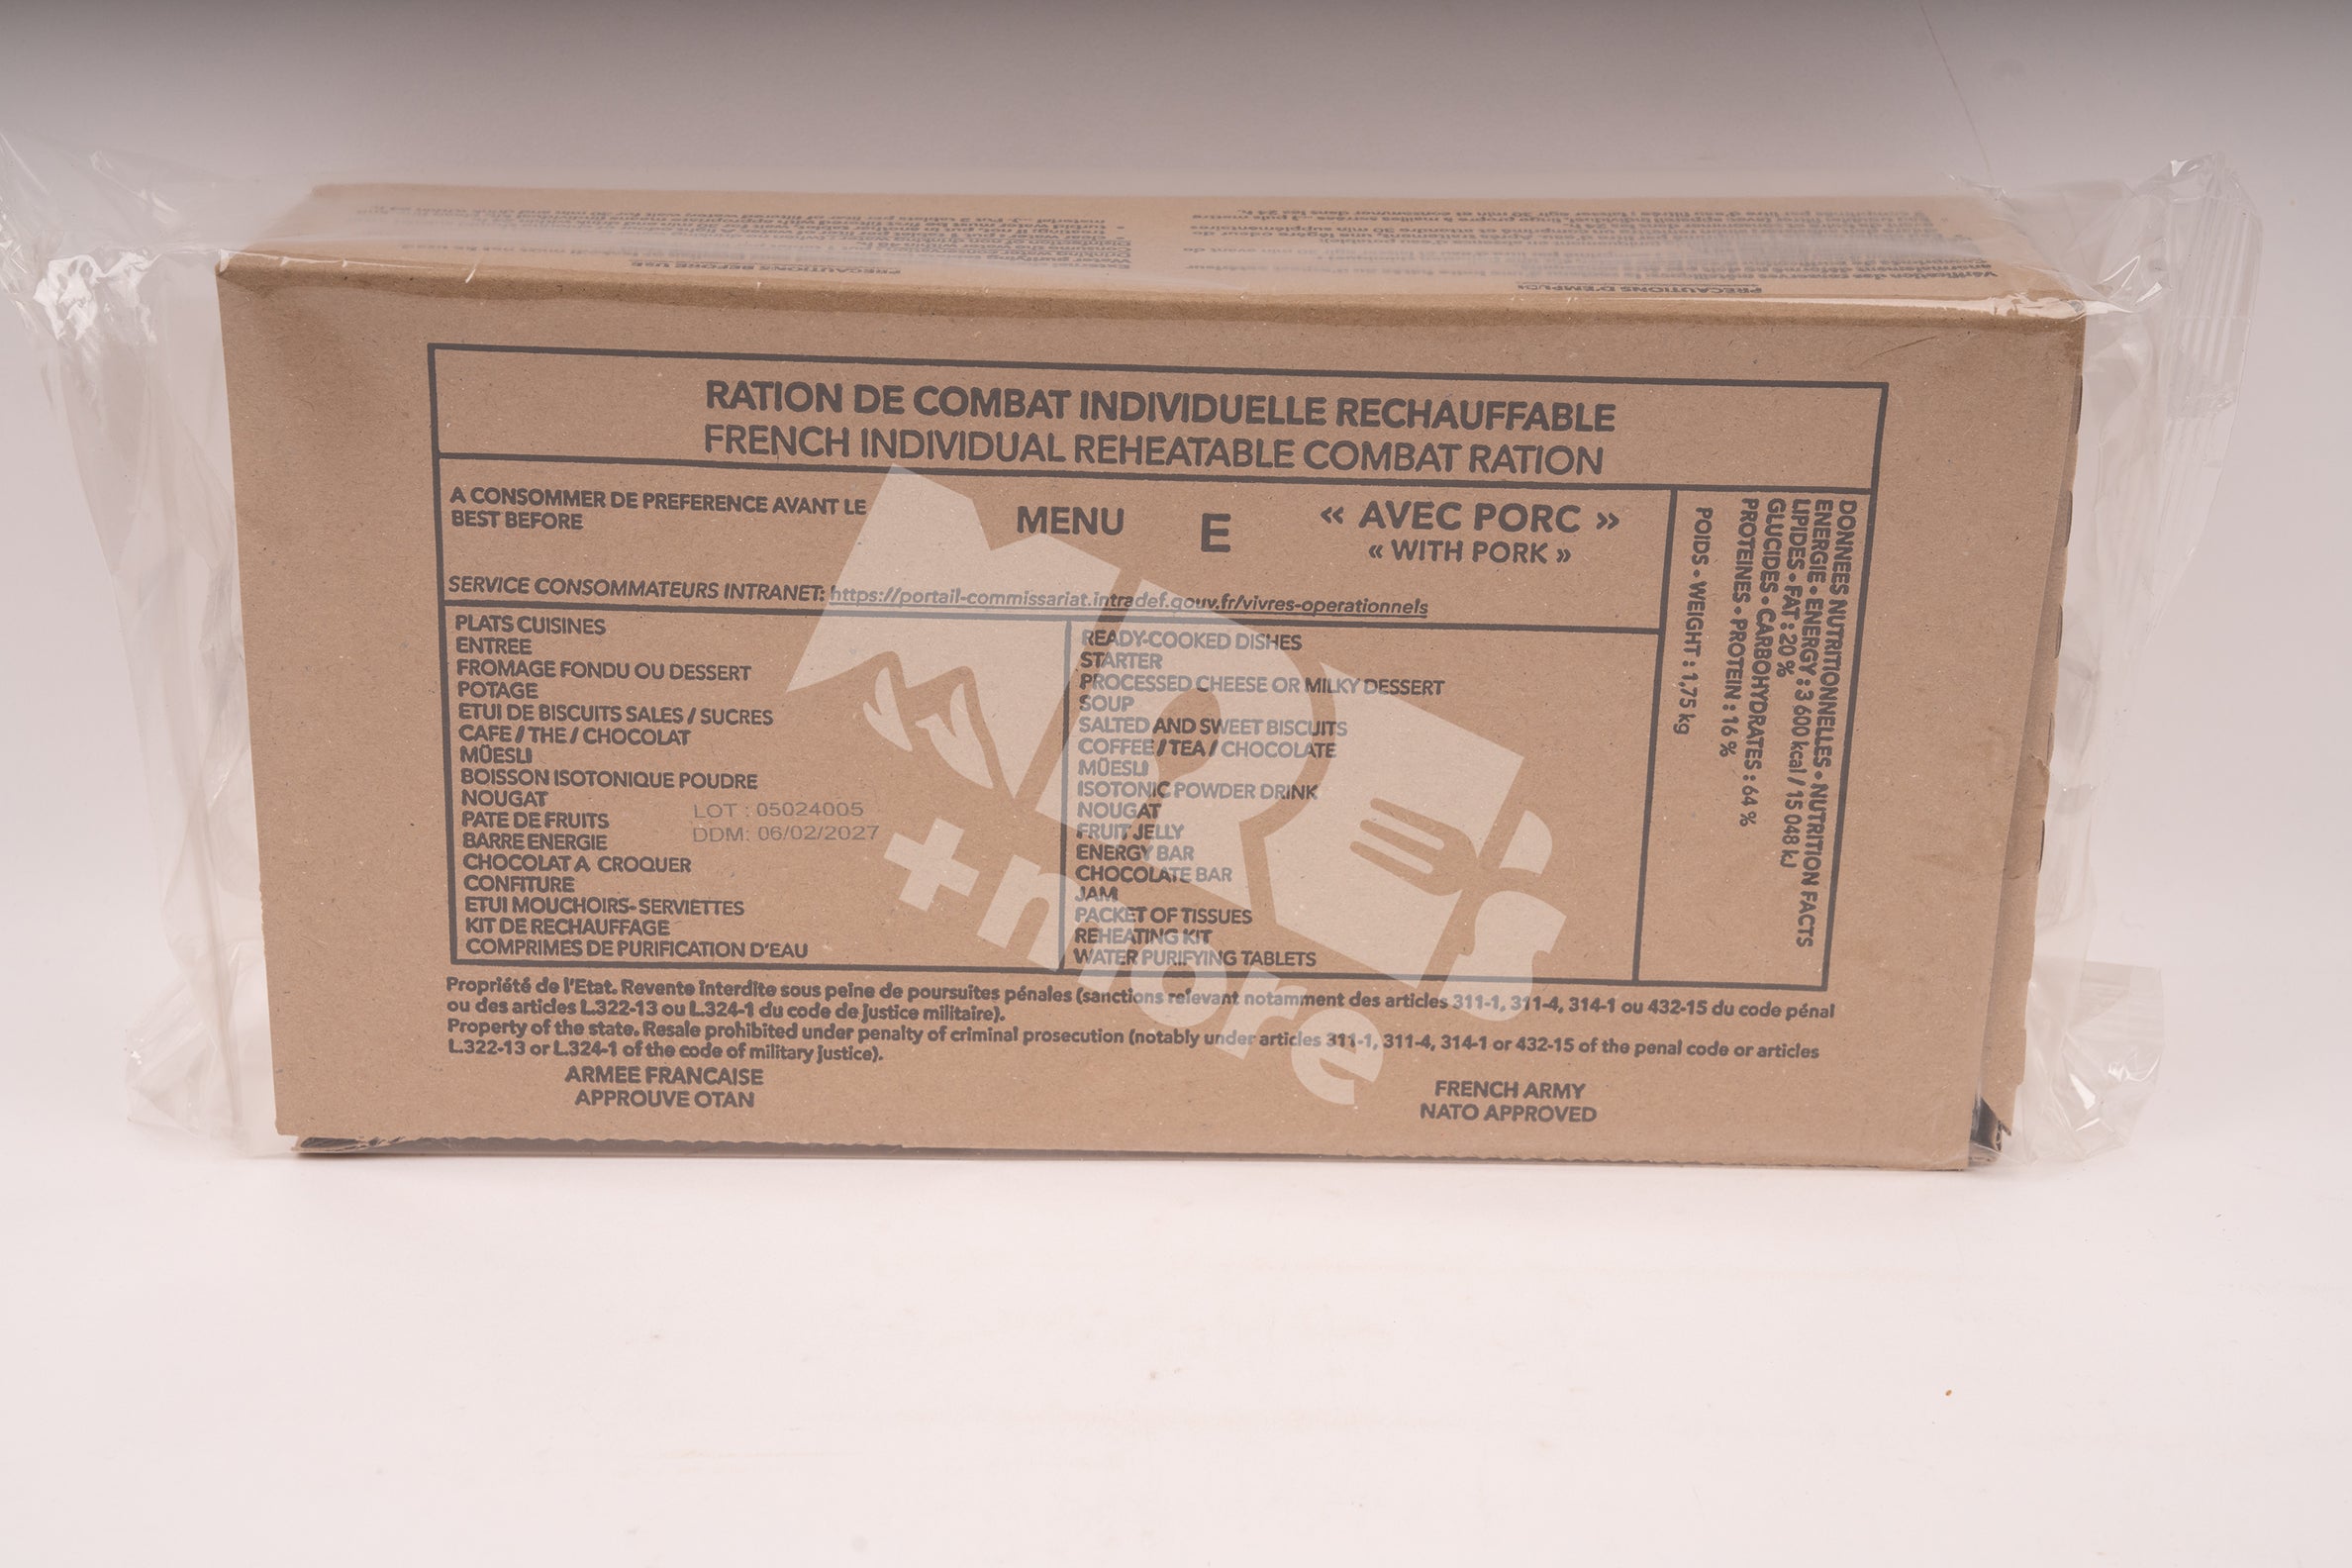 PRECAUTIONS BEFORE USE
PRECAUTIONS D'EMPLOI
RATION DE COMBAT INDIVIDUELLE RECHAUFFABLE
FRENCH INDIVIDUAL REHEATABLE COMBAT RATION
A CONSOMMER DE PREFERENCE AVANT LE
BEST BEFORE
MENU E
« AVEC PORC »
« WITH PORK »
SERVICE CONSOMMATEURS INTRANET: https://portail-commissariat.intradef.gouv.fr/vivres-operationnels
PLATS CUISINES
ENTREE
FROMAGE FONDU OU DESSERT
POTAGE
ETUI DE BISCUITS SALES / SUCRES
CAFE / THE / CHOCOLAT
MÜESLI
BOISSON ISOTONIQUE POUDRE
NOUGAT
PATE DE FRUITS
BARRE ENERGIE
CHOCOLAT A CROQUER
CONFITURE
ETUI MOUCHOIRS-SERVIETTES
KIT DE RECHAUFFAGE
COMPRIMES DE PURIFICATION D'EAU
LOT : 05024005
DDM: 06/02/2027
READY-COOKED DISHES
STARTER
PROCESSED CHEESE OR MILKY DESSERT
SOUP
SALTED AND SWEET BISCUITS
COFFEE / TEA / CHOCOLATE
MÜESLI
ISOTONIC POWDER DRINK
NOUGAT
FRUIT JELLY
ENERGY BAR
CHOCOLATE BAR
JAM
PACKET OF TISSUES
REHEATING KIT
WATER PURIFYING TABLETS
DONNEES NUTRITIONNELLES • NUTRITION FACTS
ENERGIE • ENERGY : 3 600 kcal / 15 048 kJ
LIPIDES • FAT : 20 %
GLUCIDES • CARBOHYDRATES : 64 %
PROTEINES • PROTEIN : 16 %
POIDS • WEIGHT : 1,75 kg
Propriété de l'Etat. Revente interdite sous peine de poursuites pénales (sanctions relevant notamment des articles 311-1, 311-4, 314-1 ou 432-15 du code pénal
ou des articles L.322-13 ou L.324-1 du code de justice militaire).
Property of the state. Resale prohibited under penalty of criminal prosecution (notably under articles 311-1, 311-4, 314-1 or 432-15 of the penal code or articles
L.322-13 or L.324-1 of the code of military justice).
ARMEE FRANCAISE
APPROUVE OTAN
FRENCH ARMY
NATO APPROVED
MREs
+more